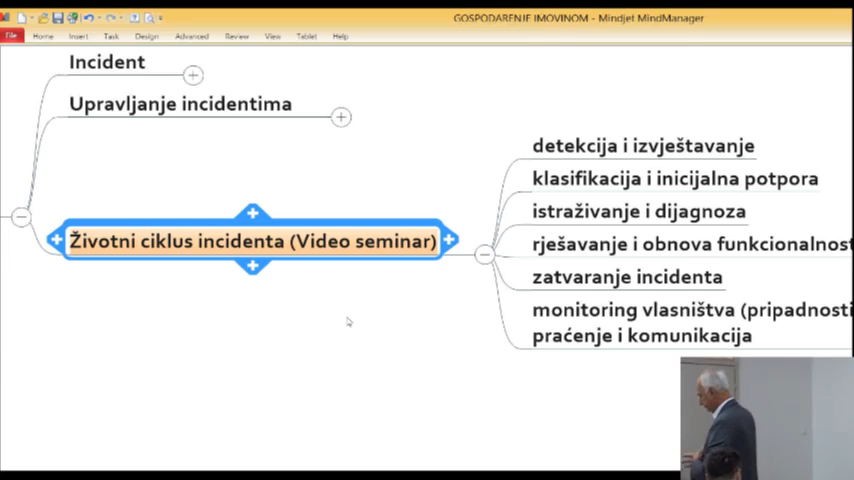 GOSPODARENJE IMOVINOM - Mindjet MindManager
File Home Insert Task Design Advanced Review View Tablet Help
Incident
Upravljanje incidentima
Životni ciklus incidenta (Video seminar)
detekcija i izvještavanje
klasifikacija i inicijalna potpora
istraživanje i dijagnoza
rješavanje i obnova funkcionalnost
zatvaranje incidenta
monitoring vlasništva (pripadnosti
praćenje i komunikacija